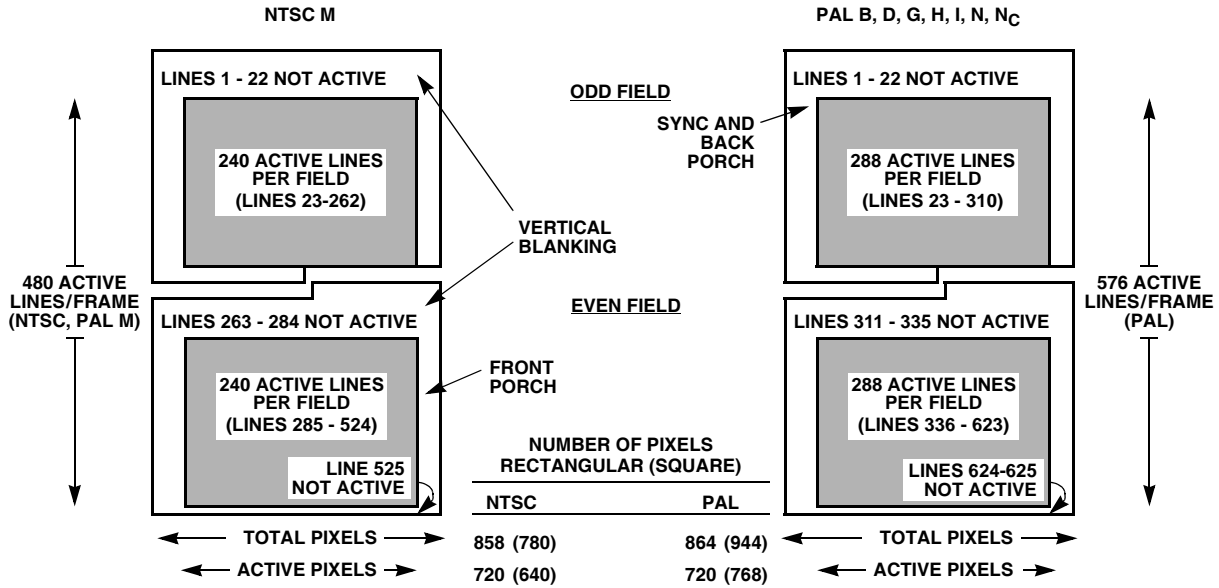 NTSC M
LINES 1 - 22 NOT ACTIVE
240 ACTIVE LINES
PER FIELD
(LINES 23-262)
480 ACTIVE
LINES/FRAME
(NTSC, PAL M)
LINES 263 - 284 NOT ACTIVE
240 ACTIVE LINES
PER FIELD
(LINES 285 - 524)
LINE 525
NOT ACTIVE
TOTAL PIXELS
ACTIVE PIXELS
ODD FIELD
SYNC AND
BACK
PORCH
VERTICAL
BLANKING
EVEN FIELD
FRONT
PORCH
NUMBER OF PIXELS
RECTANGULAR (SQUARE)
NTSC PAL
858 (780) 864 (944)
720 (640) 720 (768)
PAL B, D, G, H, I, N, NC
LINES 1 - 22 NOT ACTIVE
288 ACTIVE LINES
PER FIELD
(LINES 23 - 310)
576 ACTIVE
LINES/FRAME
(PAL)
LINES 311 - 335 NOT ACTIVE
288 ACTIVE LINES
PER FIELD
(LINES 336 - 623)
LINES 624-625
NOT ACTIVE
TOTAL PIXELS
ACTIVE PIXELS